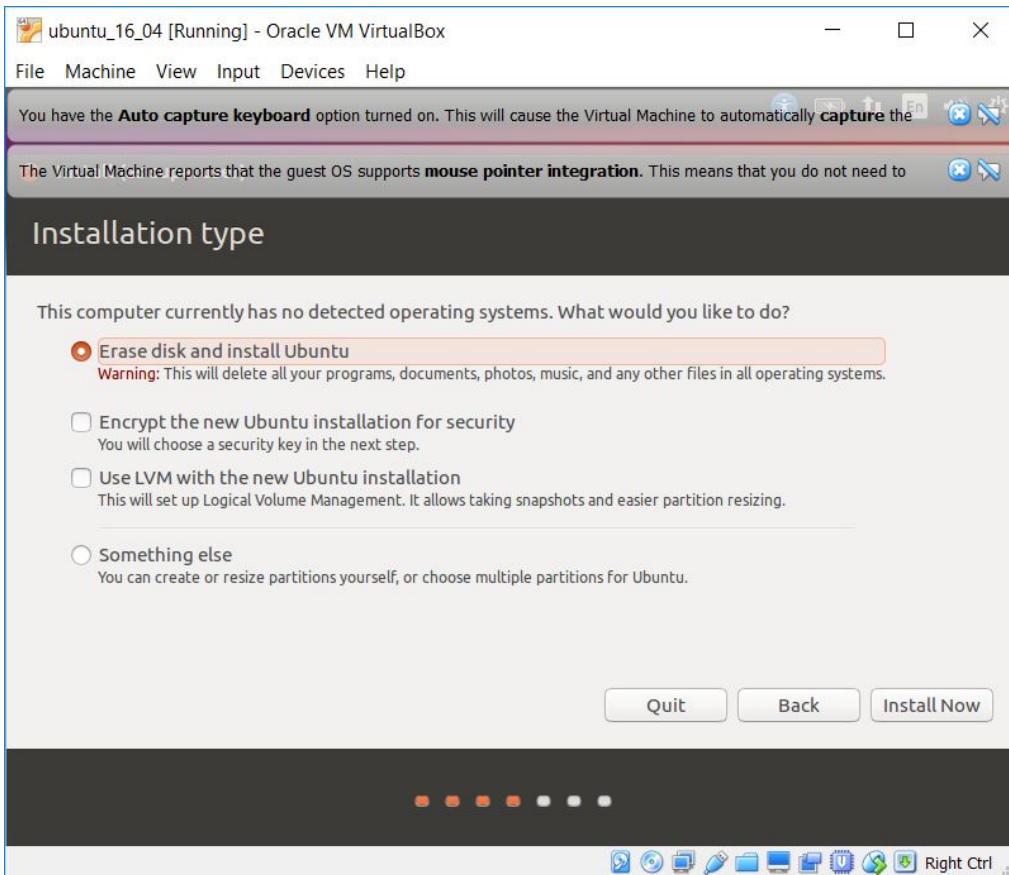 ubuntu_16_04 [Running] - Oracle VM VirtualBox
File Machine View Input Devices Help
En
You have the Auto capture keyboard option turned on. This will cause the Virtual Machine to automatically capture the
The Virtual Machine reports that the guest OS supports mouse pointer integration. This means that you do not need to
Installation type
This computer currently has no detected operating systems. What would you like to do?
Erase disk and install Ubuntu
Warning: This will delete all your programs, documents, photos, music, and any other files in all operating systems.
Encrypt the new Ubuntu installation for security
You will choose a security key in the next step.
Use LVM with the new Ubuntu installation
This will set up Logical Volume Management. It allows taking snapshots and easier partition resizing.
Something else
You can create or resize partitions yourself, or choose multiple partitions for Ubuntu.
Quit Back Install Now
Right Ctrl